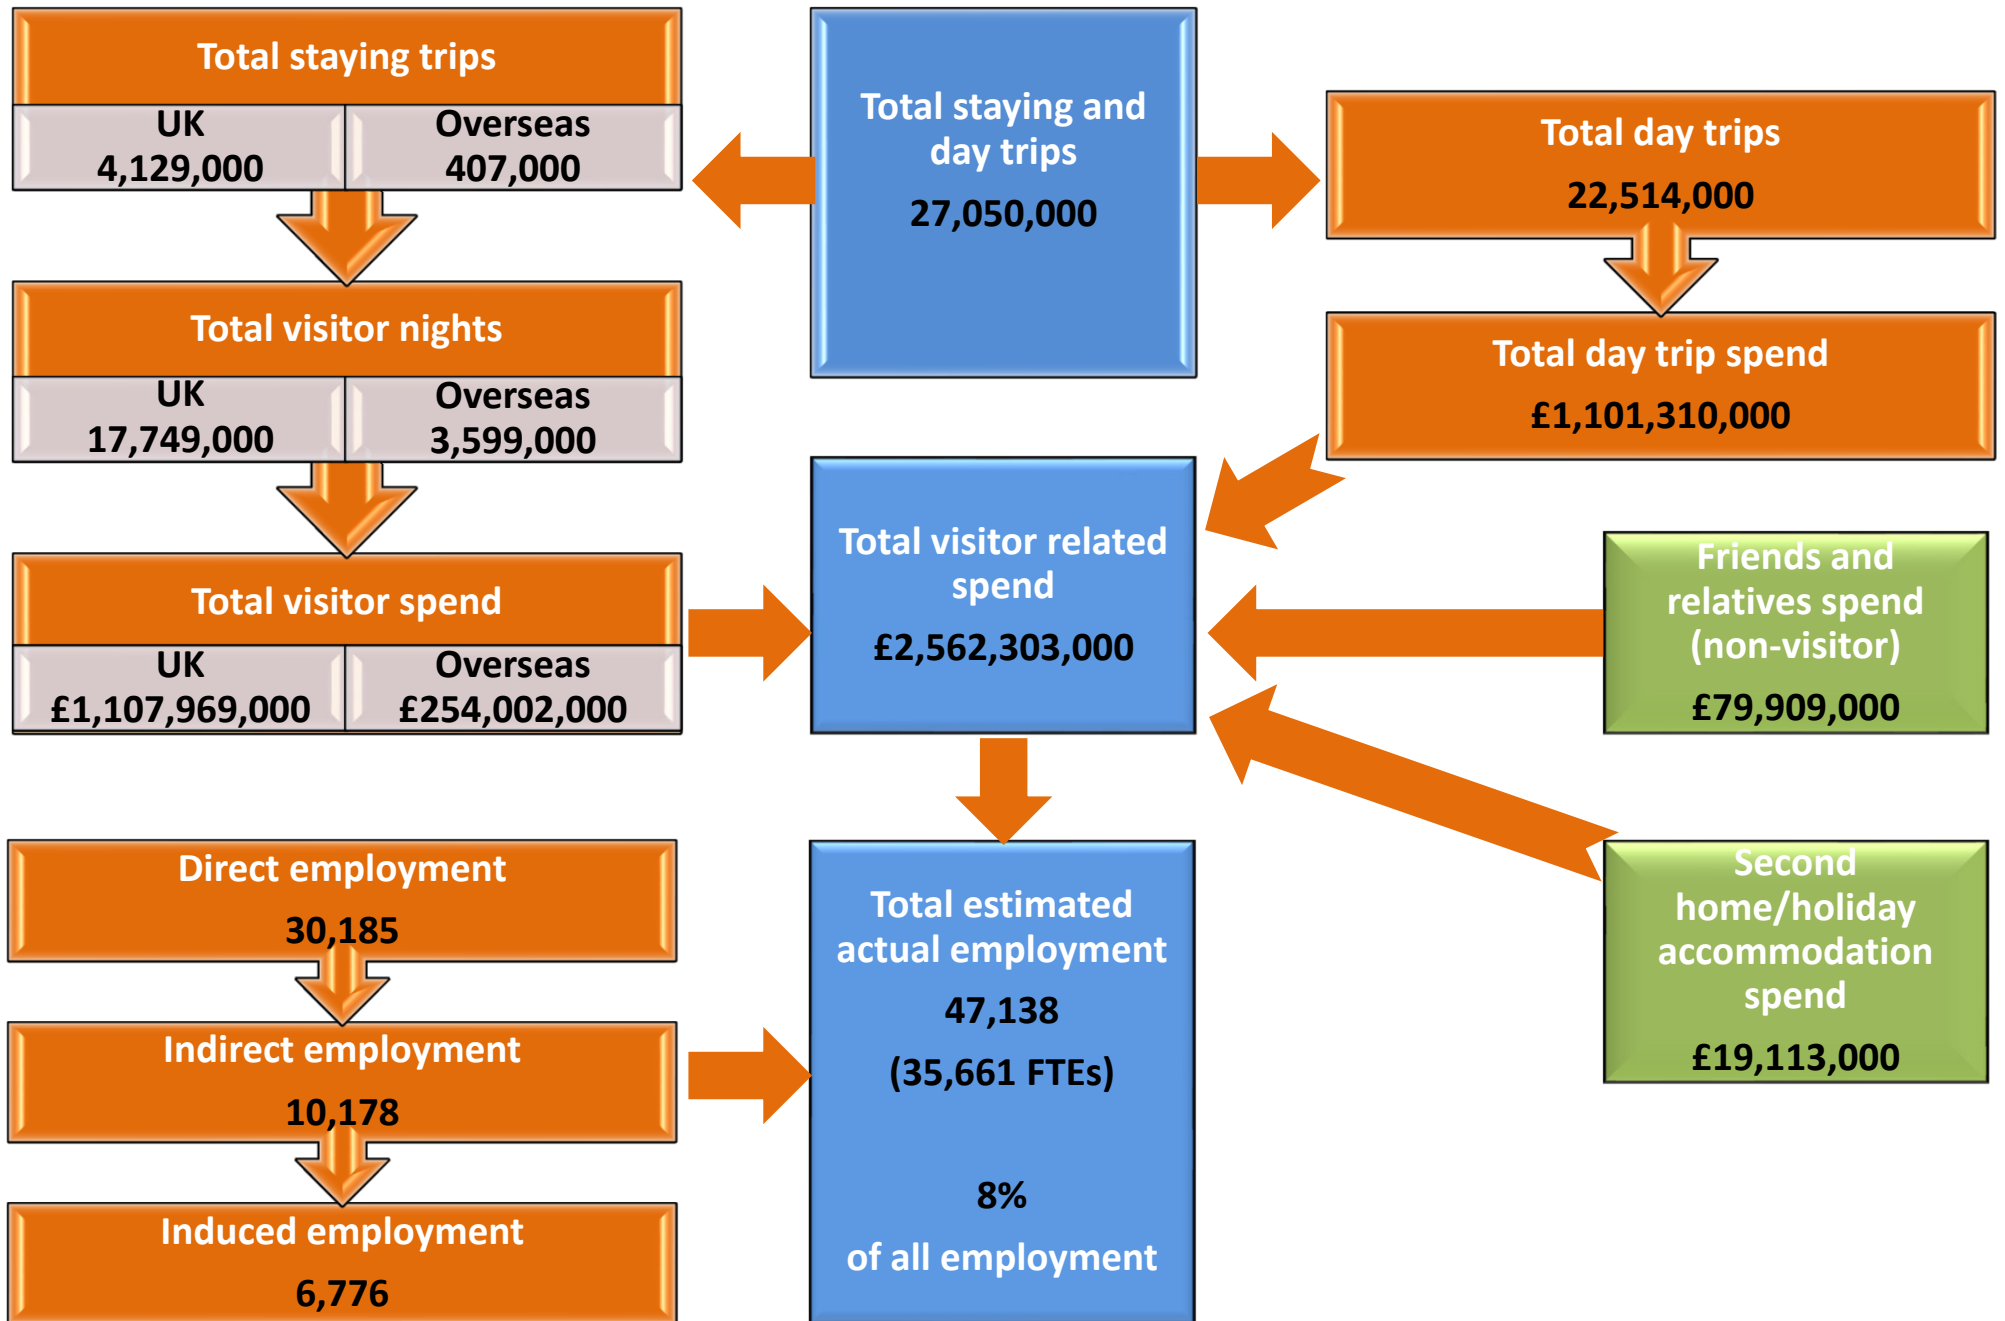 Total staying trips
UK
4,129,000
Overseas
407,000
Total visitor nights
UK
17,749,000
Overseas
3,599,000
Total visitor spend
UK
£1,107,969,000
Overseas
£254,002,000
Total staying and
day trips
27,050,000
Total day trips
22,514,000
Total day trip spend
£1,101,310,000
Total visitor related
spend
£2,562,303,000
Friends and
relatives spend
(non-visitor)
£79,909,000
Second
home/holiday
accommodation
spend
£19,113,000
Direct employment
30,185
Indirect employment
10,178
Induced employment
6,776
Total estimated
actual employment
47,138
(35,661 FTEs)
8%
of all employment